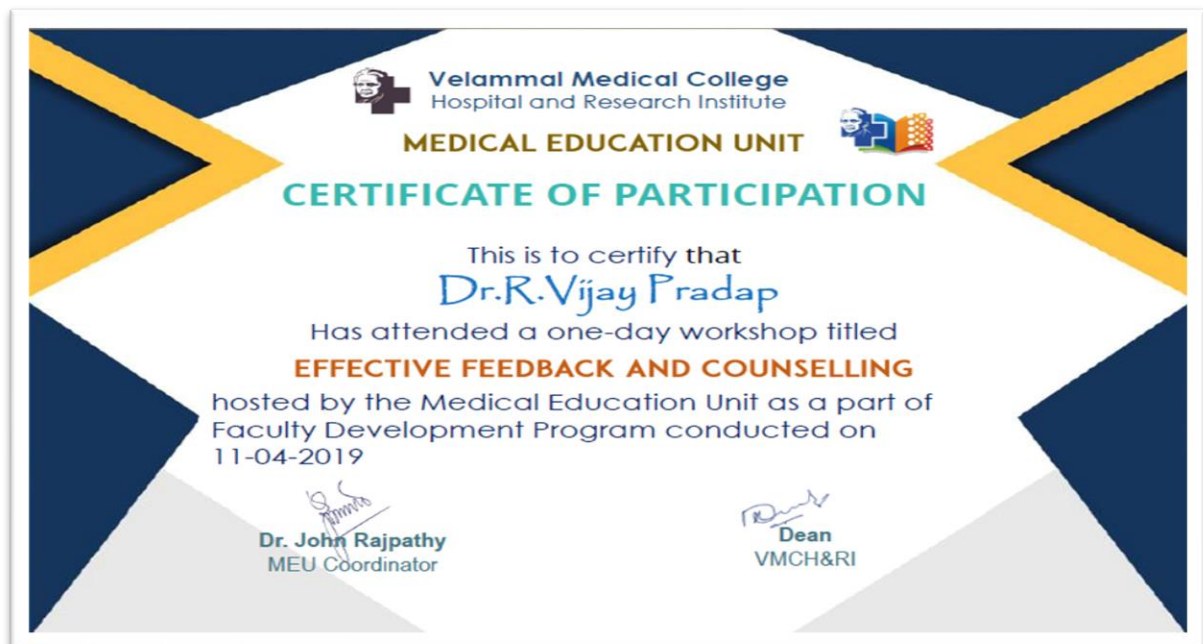 Velammal Medical College
Hospital and Research Institute
MEDICAL EDUCATION UNIT
CERTIFICATE OF PARTICIPATION
This is to certify that
Dr.R.Vijay Pradap
Has attended a one-day workshop titled
EFFECTIVE FEEDBACK AND COUNSELLING
hosted by the Medical Education Unit as a part of
Faculty Development Program conducted on
11-04-2019
Dr. John Rajpathy
MEU Coordinator
Dean
VMCH&RI